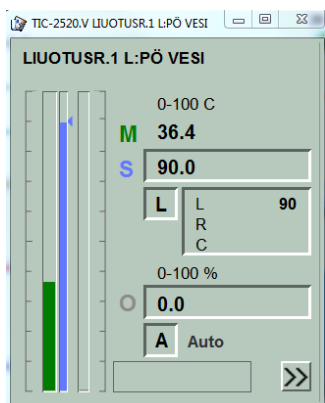 TIC-2520.V LIUOTUSR.1 L:PÖ VESI
LIUOTUSR.1 L:PÖ VESI
0-100 C
M 36.4
S 90.0
L L 90
R
C
0-100 %
O 0.0
A Auto
>>